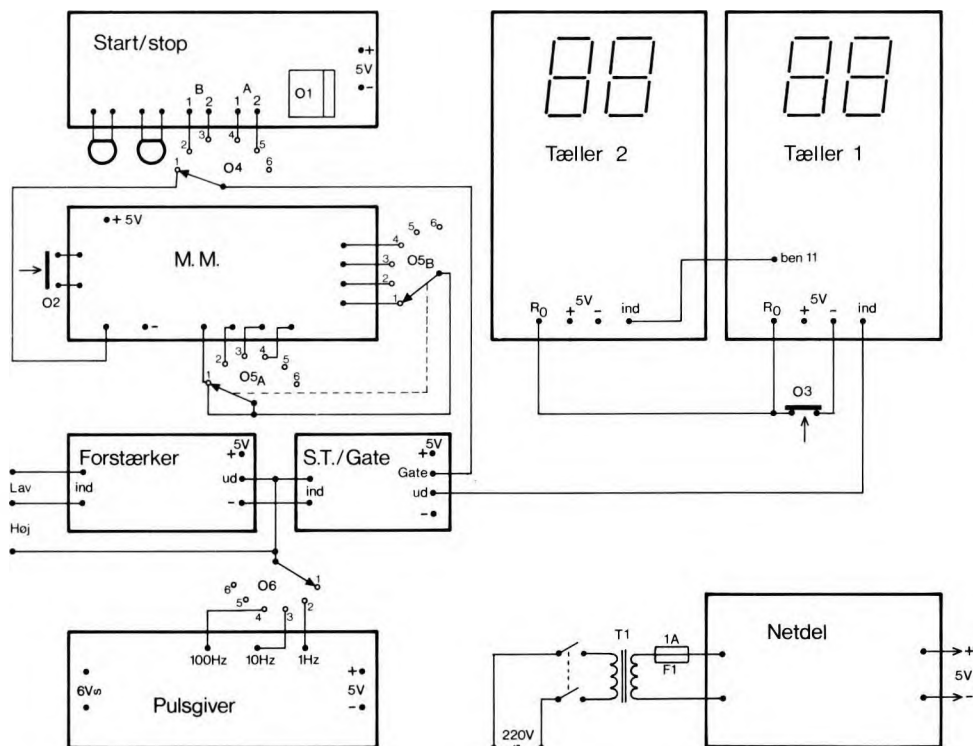 Start/stop
+
5V
-
B A
1 2 1 2
O1
2 3 4 5
1 O4 6
Tæller 2
Tæller 1
+ 5V
M.M.
O2
-
6
5
4
3 O5B
2
1
2 3 4 5
1 O5A 6
ben 11
R0 + 5V - ind
R0 + 5V - ind
O3
Forstærker
5V
+
ud
ind
-
Lav
Høj
S.T./Gate
5V
+
Gate
ind
ud
-
1
6 O6
5 4 3 2
100Hz 10Hz 1Hz
6Vs
+
5V
-
Pulsgiver
T1
1A
F1
220V
Netdel
+
5V
-